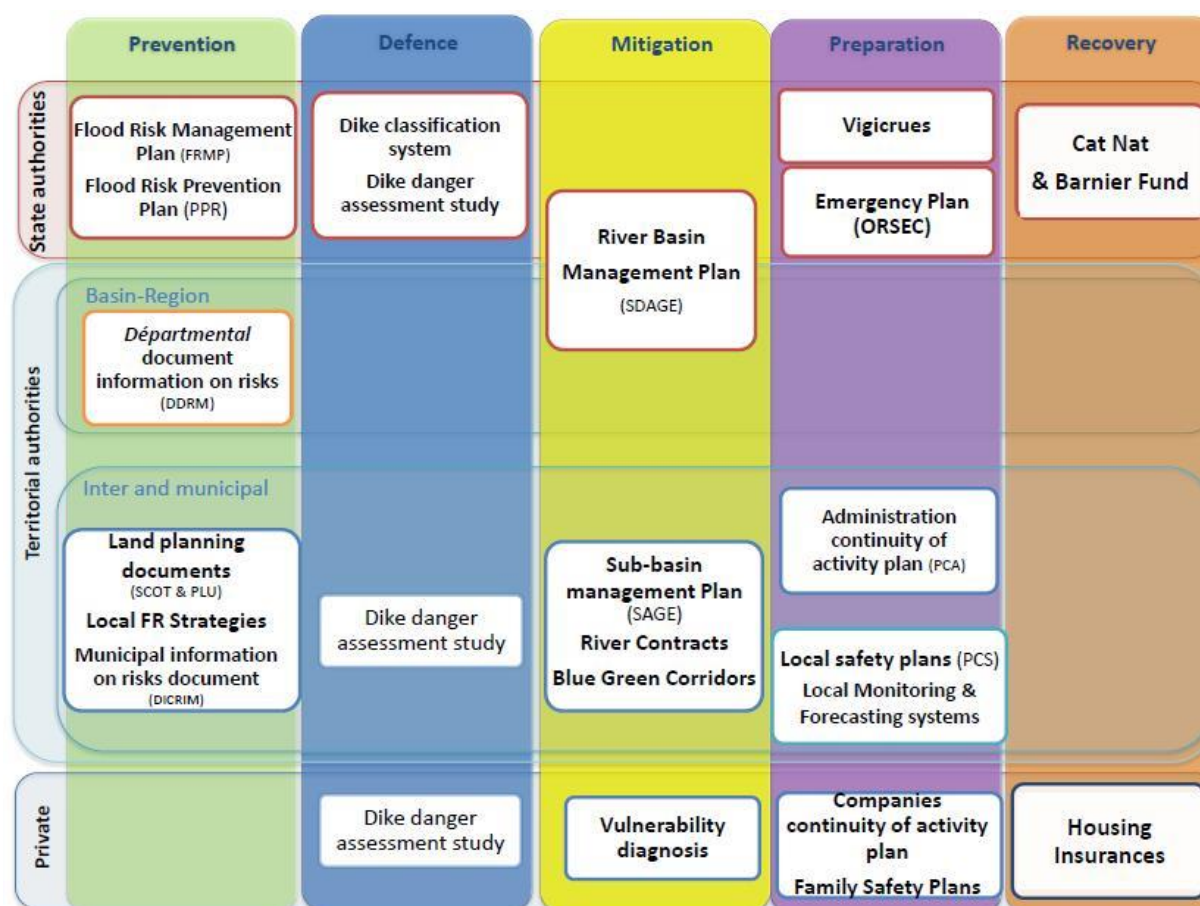 Prevention
Defence
Mitigation
Preparation
Recovery
State authorities
Flood Risk Management
Plan (FRMP)
Flood Risk Prevention
Plan (PPR)
Dike classification
system
Dike danger
assessment study
River Basin
Management Plan
(SDAGE)
Vigicrues
Emergency Plan
(ORSEC)
Cat Nat
& Barnier Fund
Territorial authorities
Basin-Region
Départmental
document
information on risks
(DDRM)
Inter and municipal
Land planning
documents
(SCOT & PLU)
Local FR Strategies
Municipal information
on risks document
(DICRIM)
Dike danger
assessment study
Sub-basin
management Plan
(SAGE)
River Contracts
Blue Green Corridors
Administration
continuity of
activity plan (PCA)
Local safety plans (PCS)
Local Monitoring &
Forecasting systems
Private
Dike danger
assessment study
Vulnerability
diagnosis
Companies
continuity of activity
plan
Family Safety Plans
Housing
Insurances